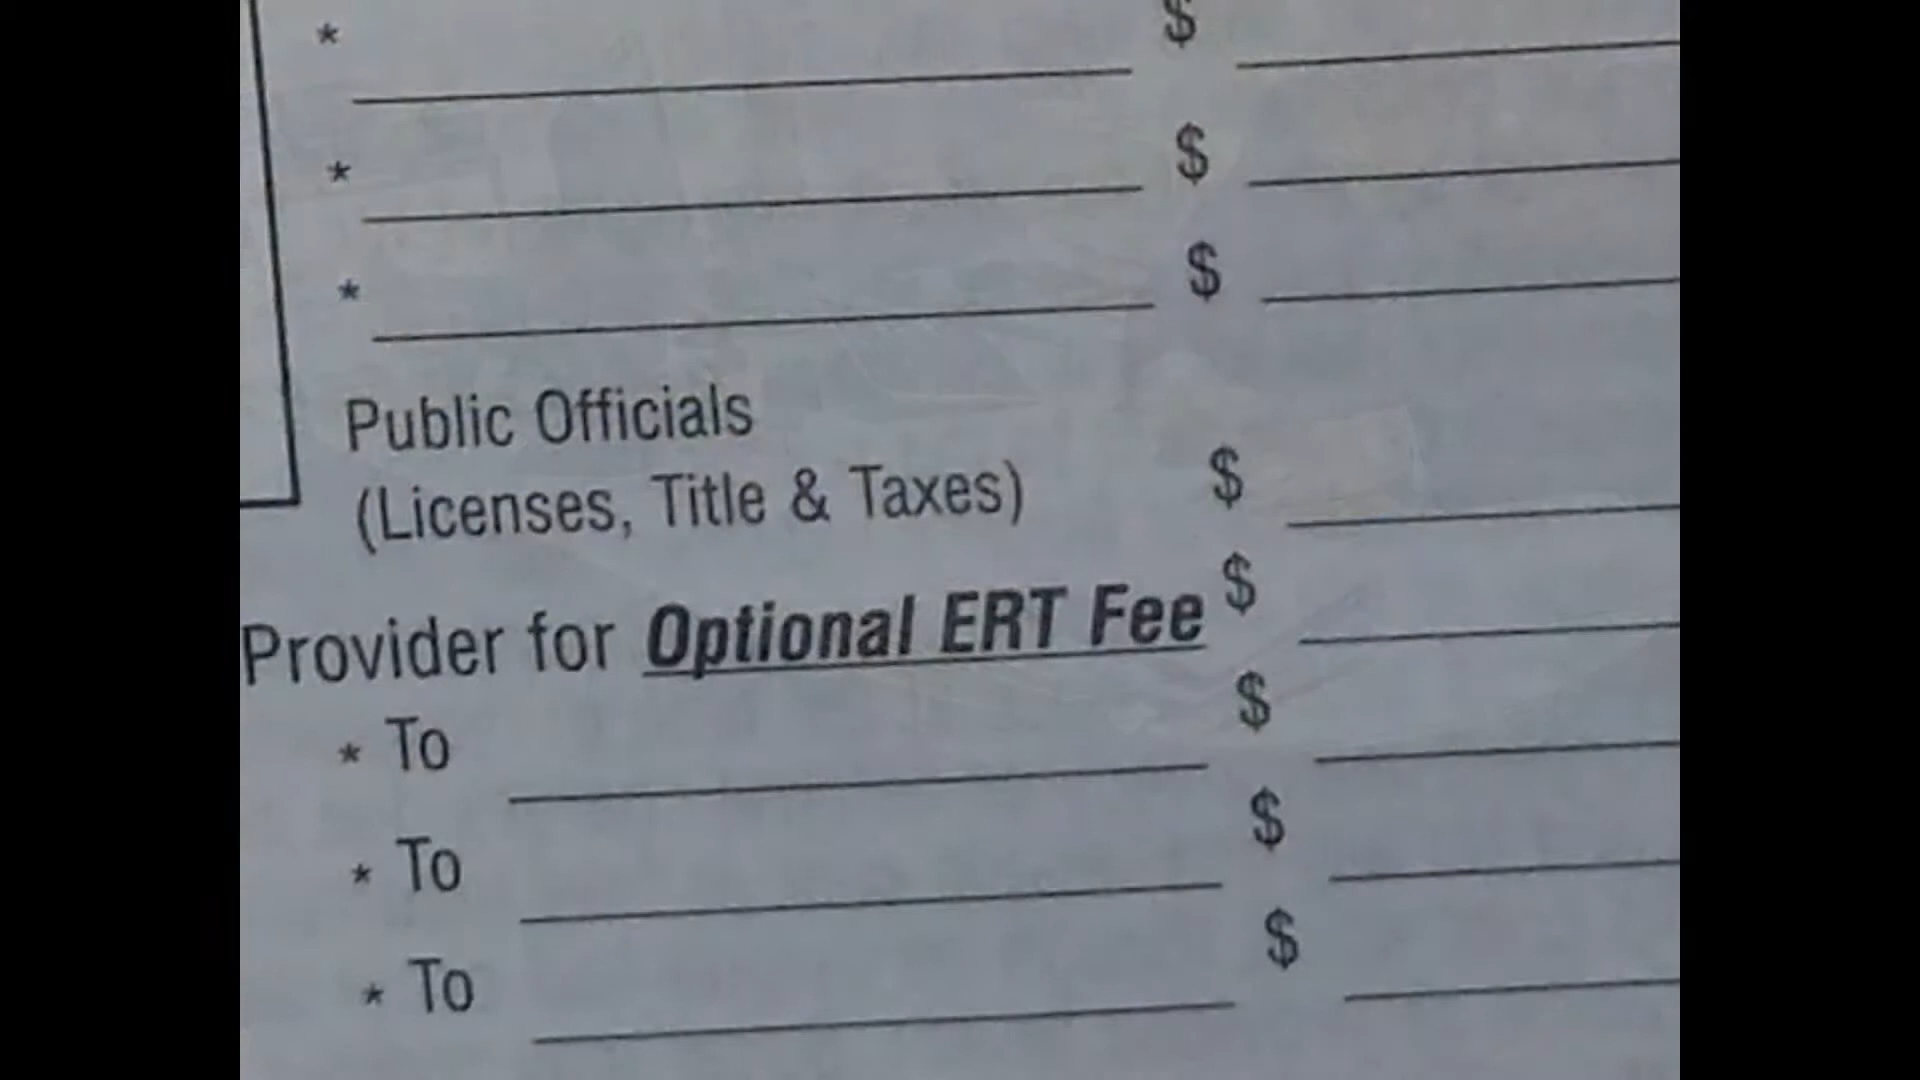 * $
* $
* $
Public Officials
(Licenses, Title & Taxes) $
Provider for Optional ERT Fee $
* To $
* To $
* To $